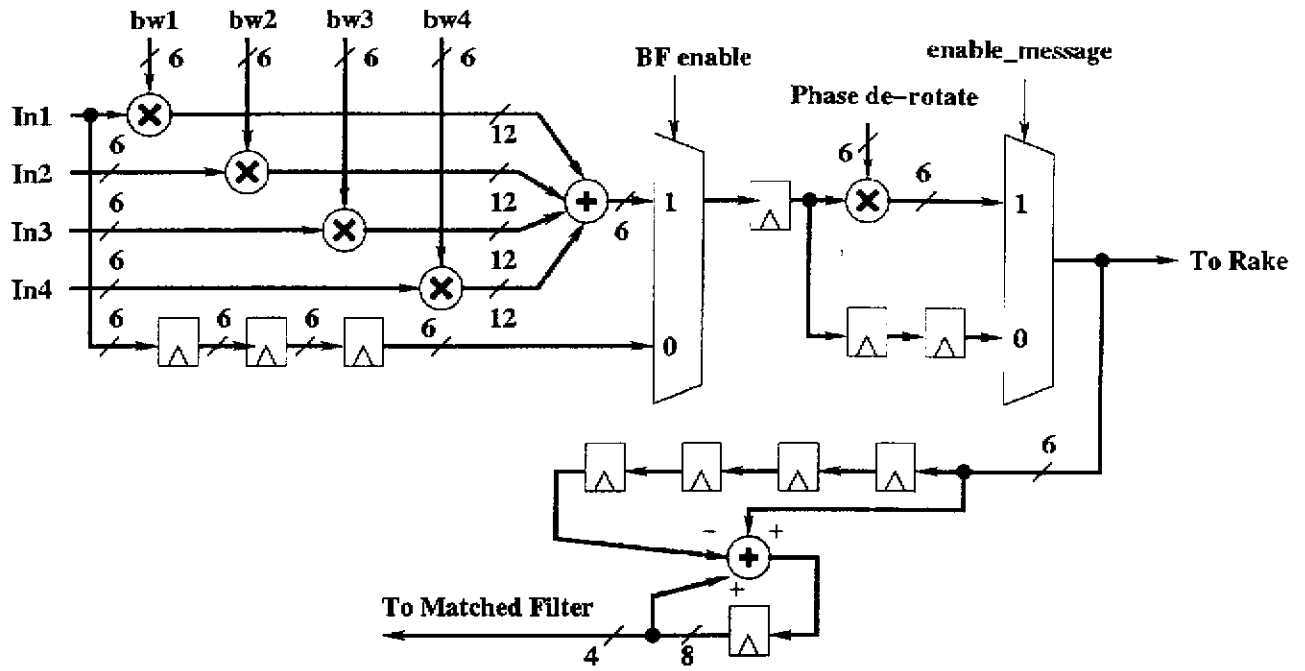 bw1 bw2 bw3 bw4
6 6 6 6
BF enable
enable_message
Phase de-rotate
In1
6
12
6
6
In2
6
12
6
1
1
In3
6
12
To Rake
In4
6
12
6
6
6
6
0
0
6
- +
+
To Matched Filter
4
8